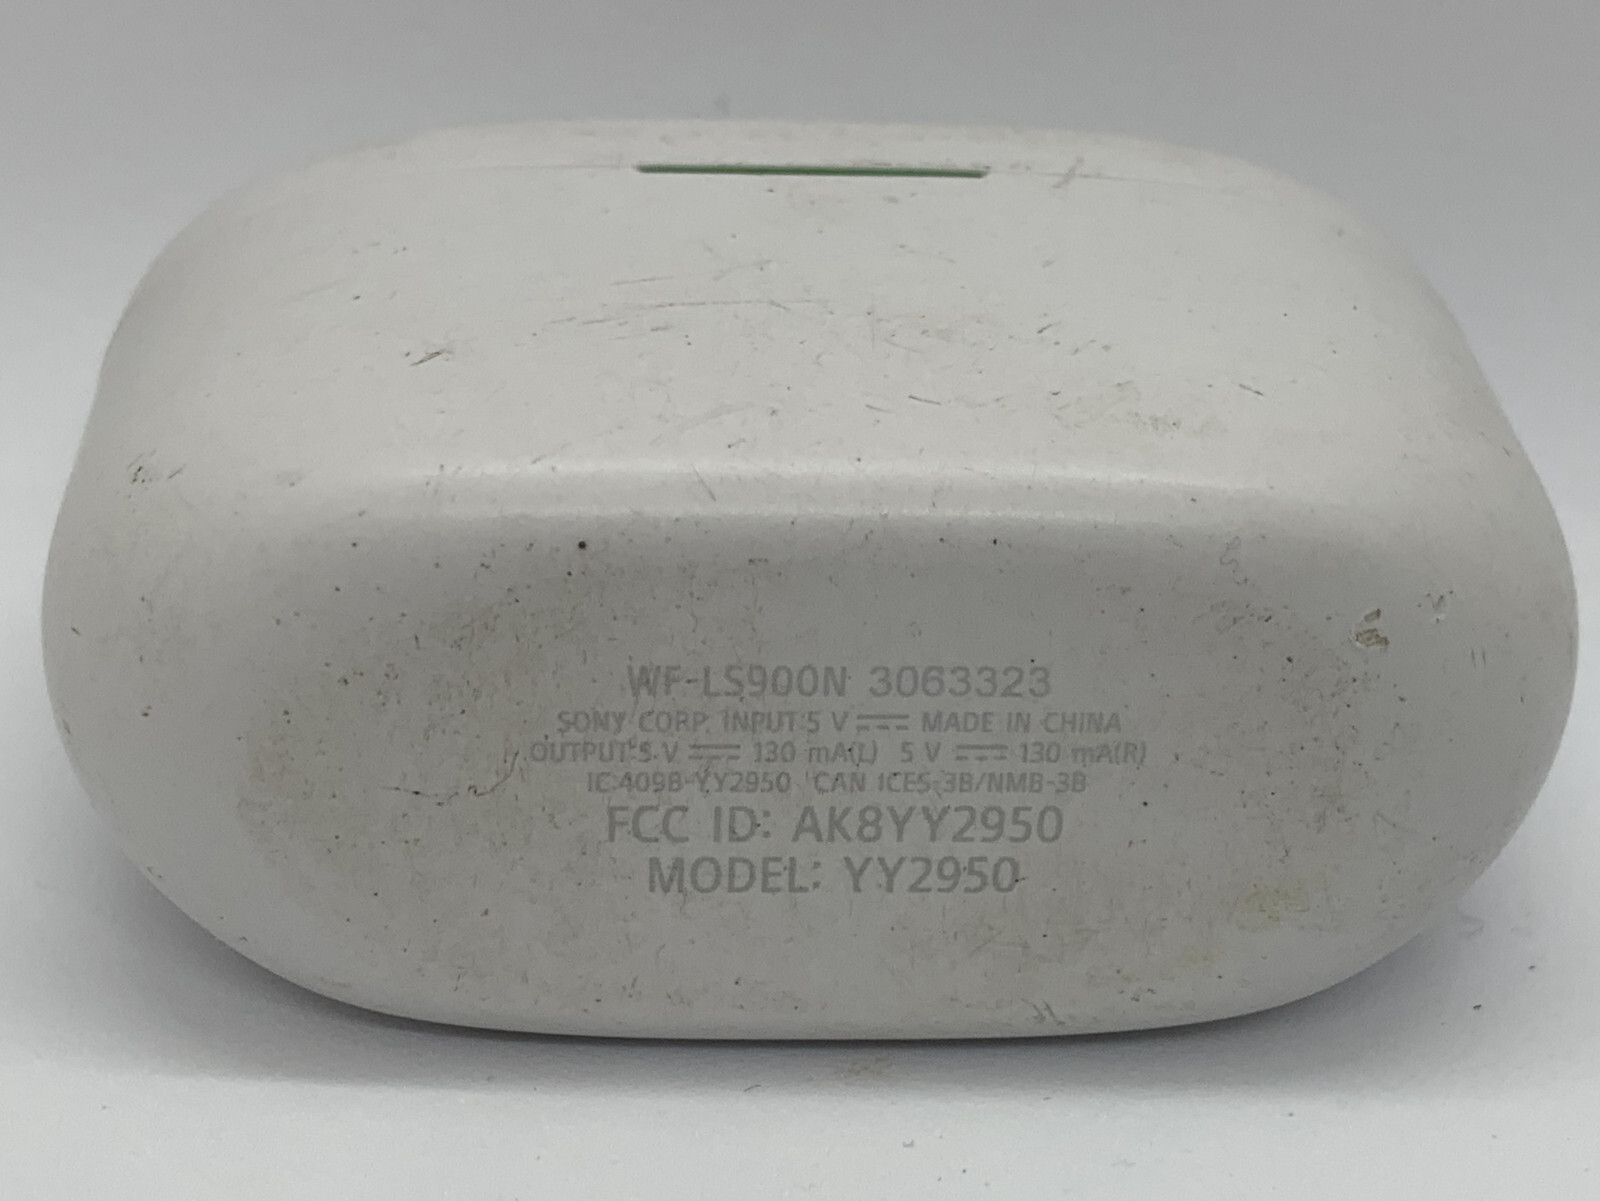 WF-LS900N 3063323
SONY CORP. INPUT:5 V ⎓ MADE IN CHINA
OUTPUT:5 V ⎓ 130 mA(L) 5 V ⎓ 130 mA(R)
IC:409B-YY2950 CAN ICES-3B/NMB-3B
FCC ID: AK8YY2950
MODEL: YY2950